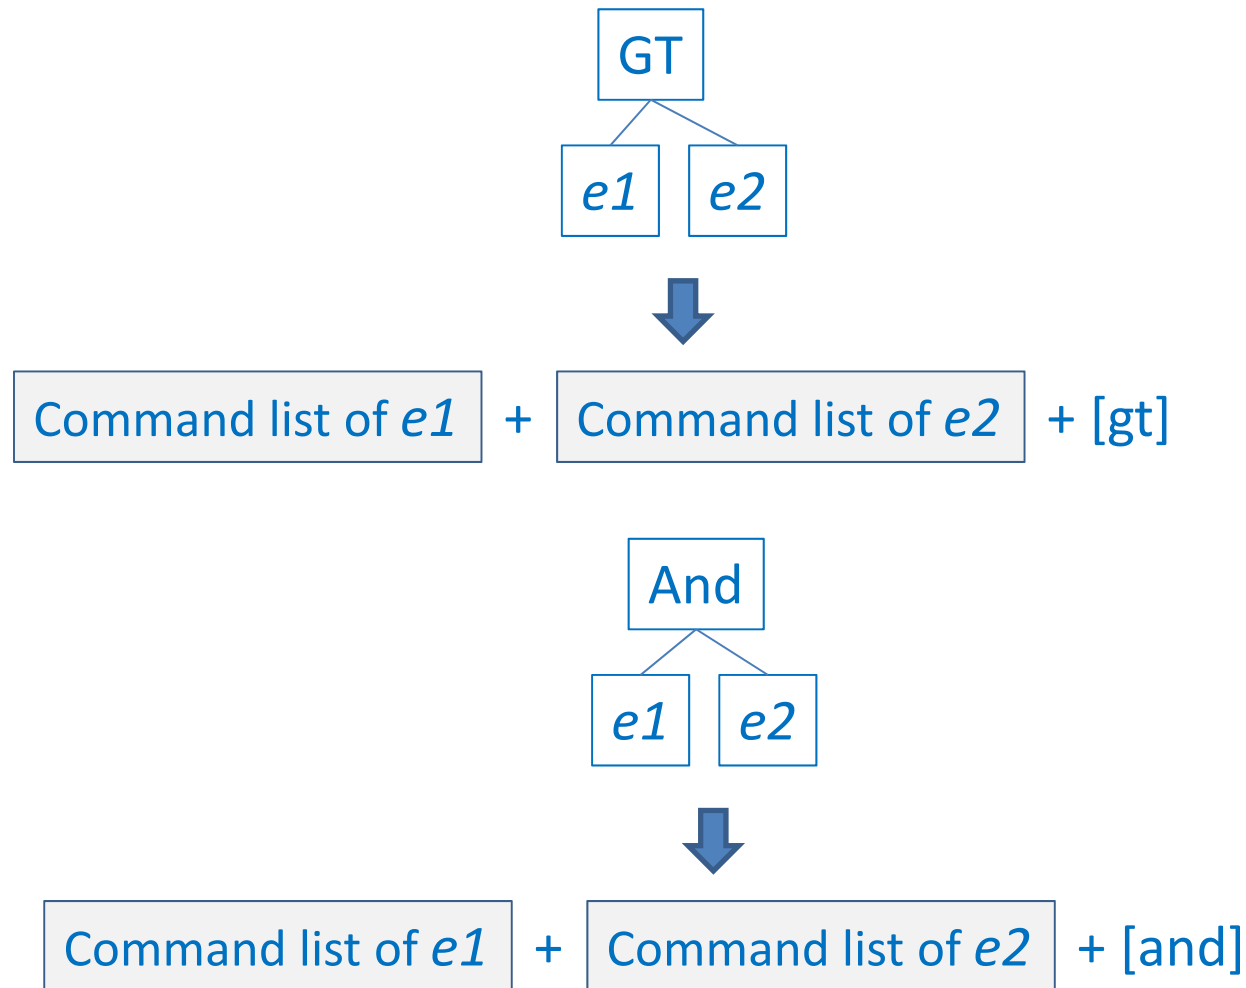 GT
e1 e2
Command list of e1 + Command list of e2 + [gt]
And
e1 e2
Command list of e1 + Command list of e2 + [and]